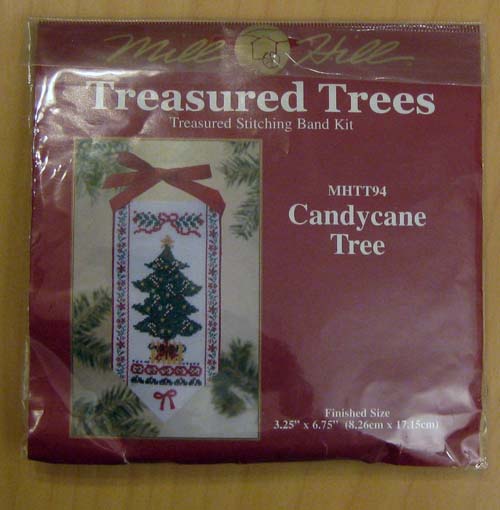 Mill Hill
Treasured Trees
Treasured Stitching Band Kit
MHTT94
Candycane
Tree
Finished Size
3.25" x 6.75" (8.26cm x 17.15cm)